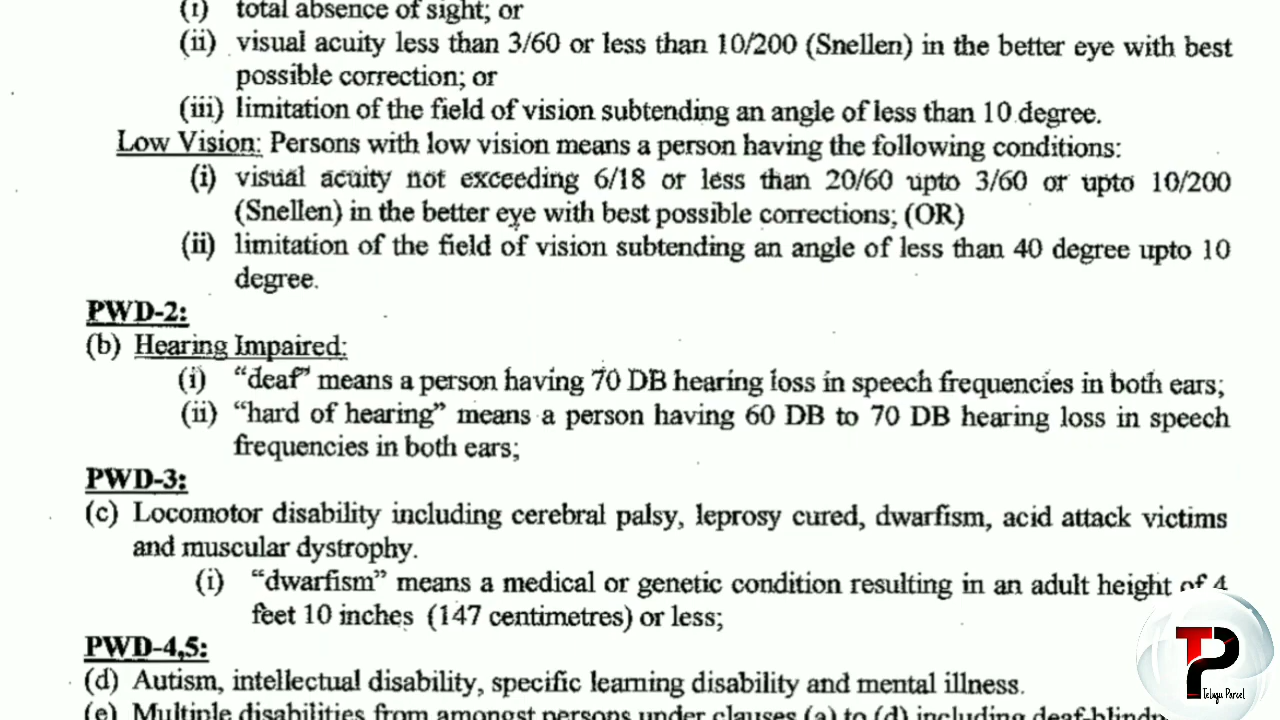 (i) total absence of sight; or
(ii) visual acuity less than 3/60 or less than 10/200 (Snellen) in the better eye with best
possible correction; or
(iii) limitation of the field of vision subtending an angle of less than 10 degree.
Low Vision: Persons with low vision means a person having the following conditions:
(i) visual acuity not exceeding 6/18 or less than 20/60 upto 3/60 or upto 10/200
(Snellen) in the better eye with best possible corrections; (OR)
(ii) limitation of the field of vision subtending an angle of less than 40 degree upto 10
degree.
PWD-2:
(b) Hearing Impaired:
(i) "deaf" means a person having 70 DB hearing loss in speech frequencies in both ears;
(ii) "hard of hearing" means a person having 60 DB to 70 DB hearing loss in speech
frequencies in both ears;
PWD-3:
(c) Locomotor disability including cerebral palsy, leprosy cured, dwarfism, acid attack victims
and muscular dystrophy.
(i) "dwarfism" means a medical or genetic condition resulting in an adult height of 4
feet 10 inches (147 centimetres) or less;
PWD-4,5:
(d) Autism, intellectual disability, specific learning disability and mental illness.
(e) Multiple disabilities from amongst persons under clauses (a) to (d) including
TP
Telugu Parcel